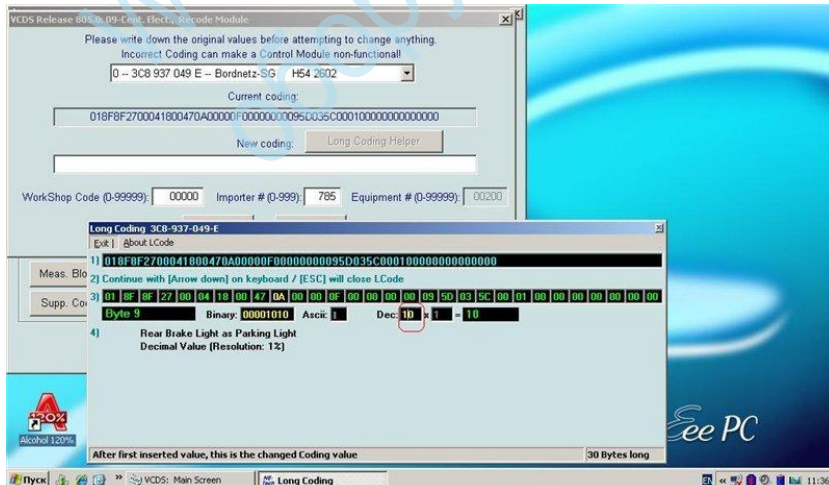 VCDS Release 805.0: 09-Cent. Elect., Recode Module
Please write down the original values before attempting to change anything.
Incorrect Coding can make a Control Module non-functional!
0 -- 3C8 937 049 E -- Bordnetz-SG H54 2602
Current coding:
018F8F2700041800470A00000F00000000095D035C000100000000000000
New coding:
Long Coding Helper
WorkShop Code (0-99999): 00000 Importer # (0-999): 785 Equipment # (0-99999): 00200
Long Coding 3C8-937-049-E
Exit | About LCode
1) 018F8F2700041800470A00000F00000000095D035C000100000000000000
Meas. Blo
2) Continue with [Arrow down] on keyboard / [ESC] will close LCode
Supp. Co
3) 01 8F 8F 27 00 04 18 00 47 0A 00 00 0F 00 00 00 00 09 5D 03 5C 00 01 00 00 00 00 00 00 00
Byte 9 Binary: 00001010 Ascii: Dec: 10 x 1 = 10
4) Rear Brake Light as Parking Light
Decimal Value (Resolution: 1%)
120%
Alcohol 120%
Eee PC
After first inserted value, this is the changed Coding value 30 Bytes long
Пуск » VCDS: Main Screen Long Coding EN « 11:36